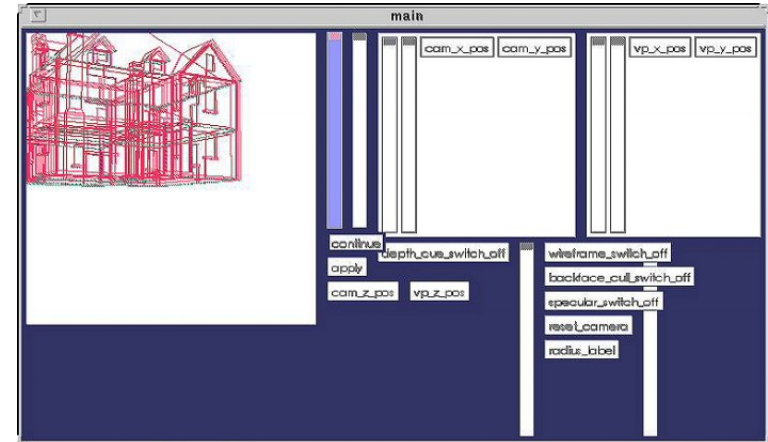 main
cam_x_pos cam_y_pos vp_x_pos vp_y_pos
continue
depth_cue_switch_off wireframe_switch_off
apply
backface_cull_switch_off
cam_z_pos vp_z_pos
specular_switch_off
reset_camera
radius_label